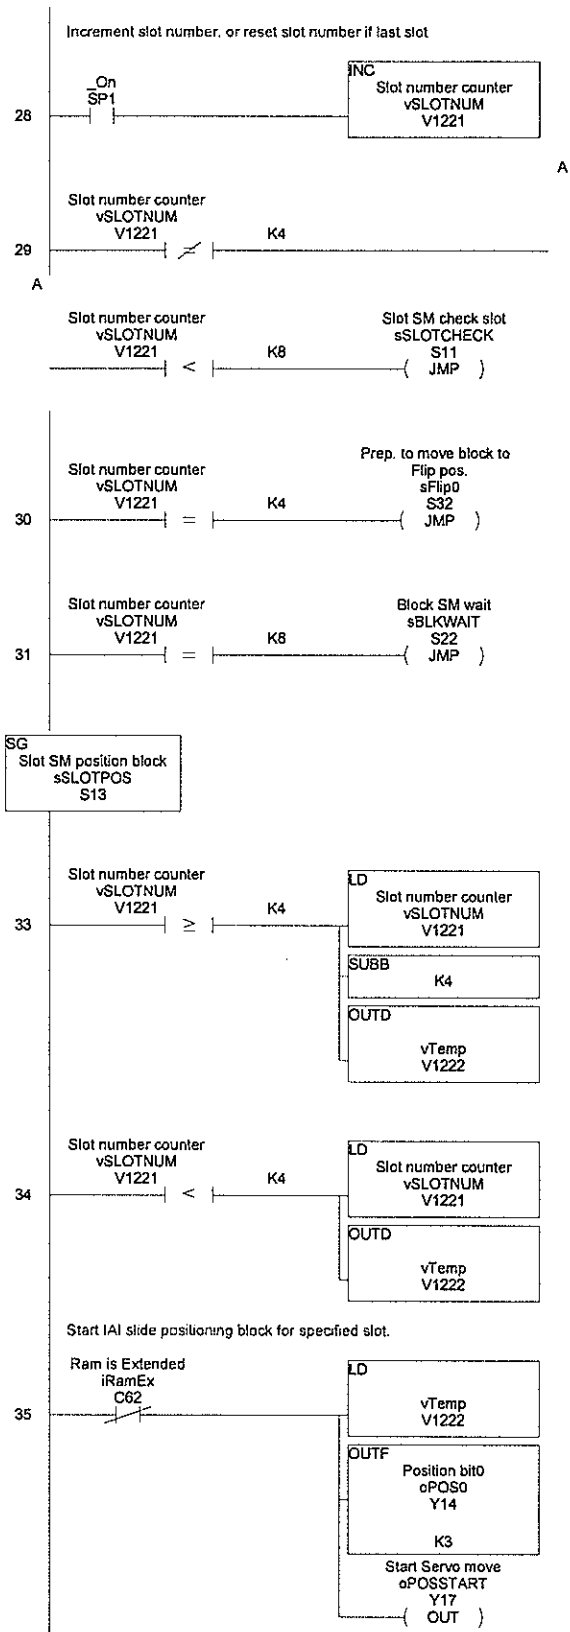 Increment slot number, or reset slot number if last slot
_On
SP1
28
INC
Slot number counter
vSLOTNUM
V1221
A
Slot number counter
vSLOTNUM
V1221
≠
K4
29
A
Slot number counter
vSLOTNUM
V1221
<
K8
Slot SM check slot
sSLOTCHECK
S11
( JMP )
Slot number counter
vSLOTNUM
V1221
=
K4
30
Prep. to move block to
Flip pos.
sFlip0
S32
( JMP )
Slot number counter
vSLOTNUM
V1221
=
K8
31
Block SM wait
sBLKWAIT
S22
( JMP )
SG
Slot SM position block
sSLOTPOS
S13
Slot number counter
vSLOTNUM
V1221
≥
K4
33
LD
Slot number counter
vSLOTNUM
V1221
SUBB
K4
OUTD
vTemp
V1222
Slot number counter
vSLOTNUM
V1221
<
K4
34
LD
Slot number counter
vSLOTNUM
V1221
OUTD
vTemp
V1222
Start IAI slide positioning block for specified slot.
Ram is Extended
iRamEx
C62
35
LD
vTemp
V1222
OUTF
Position bit0
oPOS0
Y14
K3
Start Servo move
oPOSSTART
Y17
( OUT )